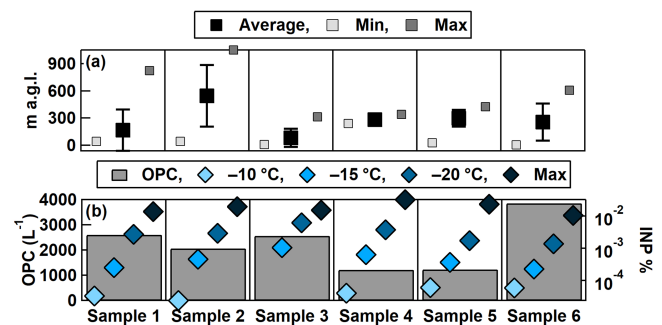 Average, Min, Max
(a)
m a.g.l.
900
600
300
0
OPC, –10 °C, –15 °C, –20 °C, Max
(b)
OPC (L⁻¹)
4000
3000
2000
1000
0
INP %
10⁻²
10⁻³
10⁻⁴
Sample 1 Sample 2 Sample 3 Sample 4 Sample 5 Sample 6